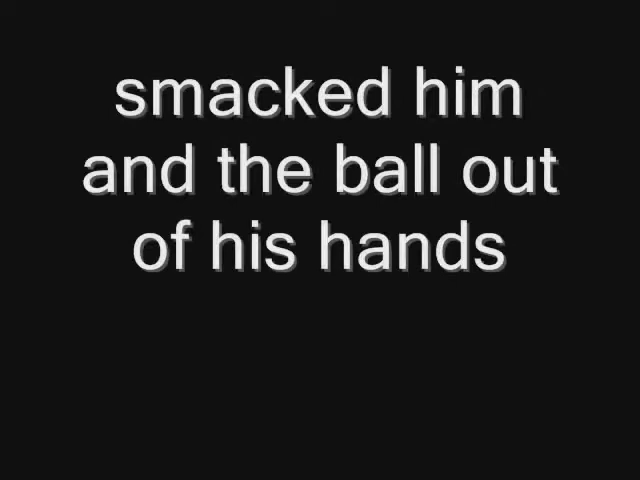 smacked him
and the ball out
of his hands